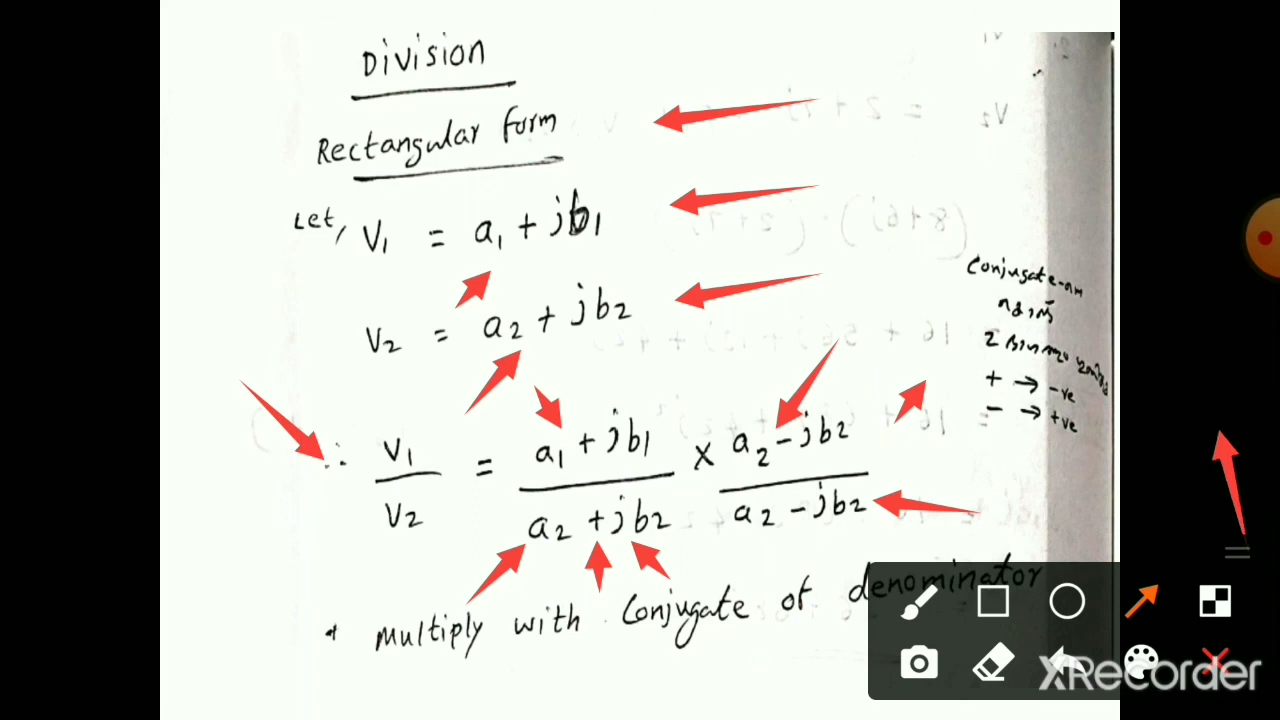 Division
Rectangular form
Let, V₁ = a₁ + jb₁
V₂ = a₂ + jb₂
∴ V₁/V₂ = (a₁ + jb₁)/(a₂ + jb₂) × (a₂ - jb₂)/(a₂ - jb₂)
Conjugate
+ → -ve
- → +ve
* Multiply with Conjugate of denominator
XRecorder